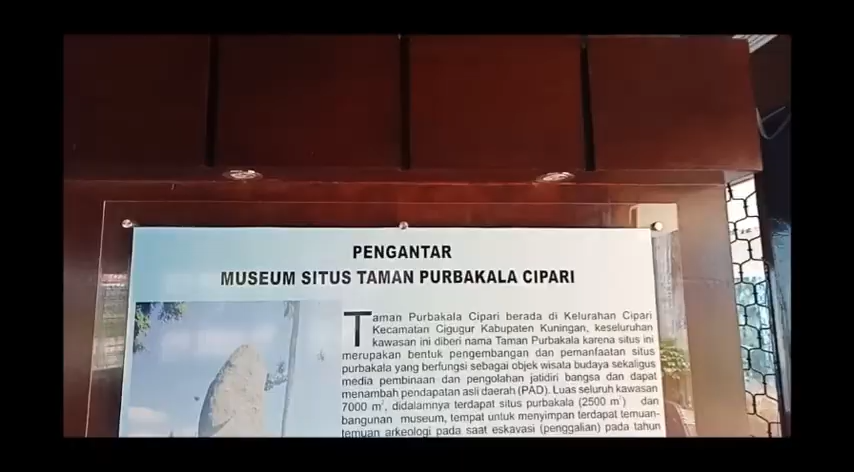 PENGANTAR
MUSEUM SITUS TAMAN PURBAKALA CIPARI
Taman Purbakala Cipari berada di Kelurahan Cipari
Kecamatan Cigugur Kabupaten Kuningan, keseluruhan
kawasan ini diberi nama Taman Purbakala karena situs ini
merupakan bentuk pengembangan dan pemanfaatan situs
purbakala yang berfungsi sebagai objek wisata budaya sekaligus
media pembinaan dan pengolahan jatidiri bangsa dan dapat
menambah pendapatan asli daerah (PAD). Luas seluruh kawasan
7000 m², didalamnya terdapat situs purbakala (2500 m²) dan
bangunan museum, tempat untuk menyimpan terdapat temuan-
temuan arkeologi pada saat eskavasi (penggalian) pada tahun